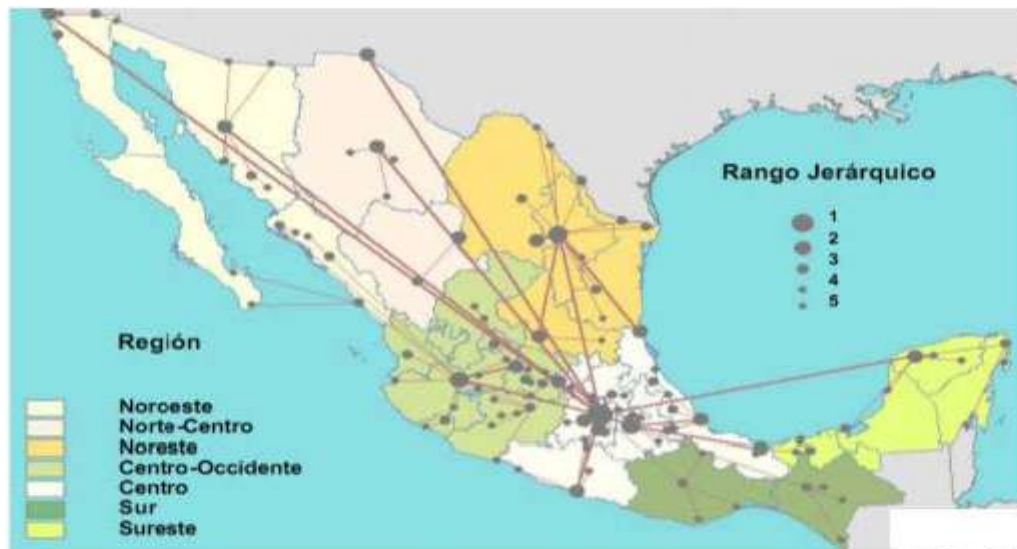 Rango Jerárquico
1
2
3
4
5
Región
Noroeste
Norte-Centro
Noreste
Centro-Occidente
Centro
Sur
Sureste